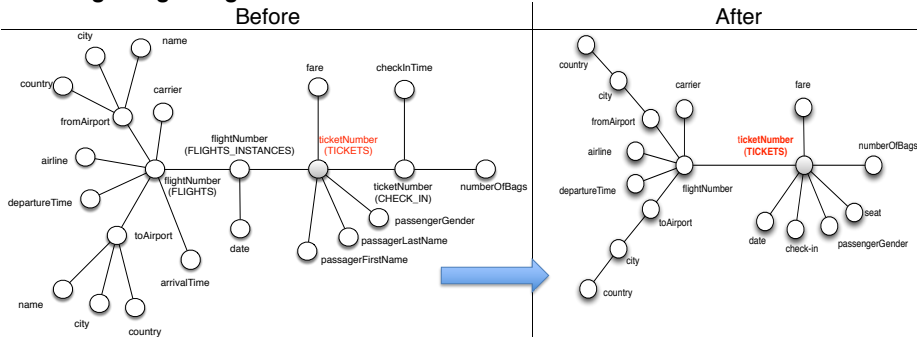 Before
After
city
name
country
carrier
fromAirport
airline
departureTime
flightNumber
(FLIGHTS)
toAirport
arrivalTime
name
city
country
flightNumber
(FLIGHTS_INSTANCES)
date
fare
ticketNumber
(TICKETS)
checkInTime
ticketNumber
(CHECK_IN)
numberOfBags
passengerGender
passagerLastName
passagerFirstName
country
city
fromAirport
carrier
airline
departureTime
flightNumber
toAirport
city
country
fare
ticketNumber
(TICKETS)
numberOfBags
seat
passengerGender
check-in
date